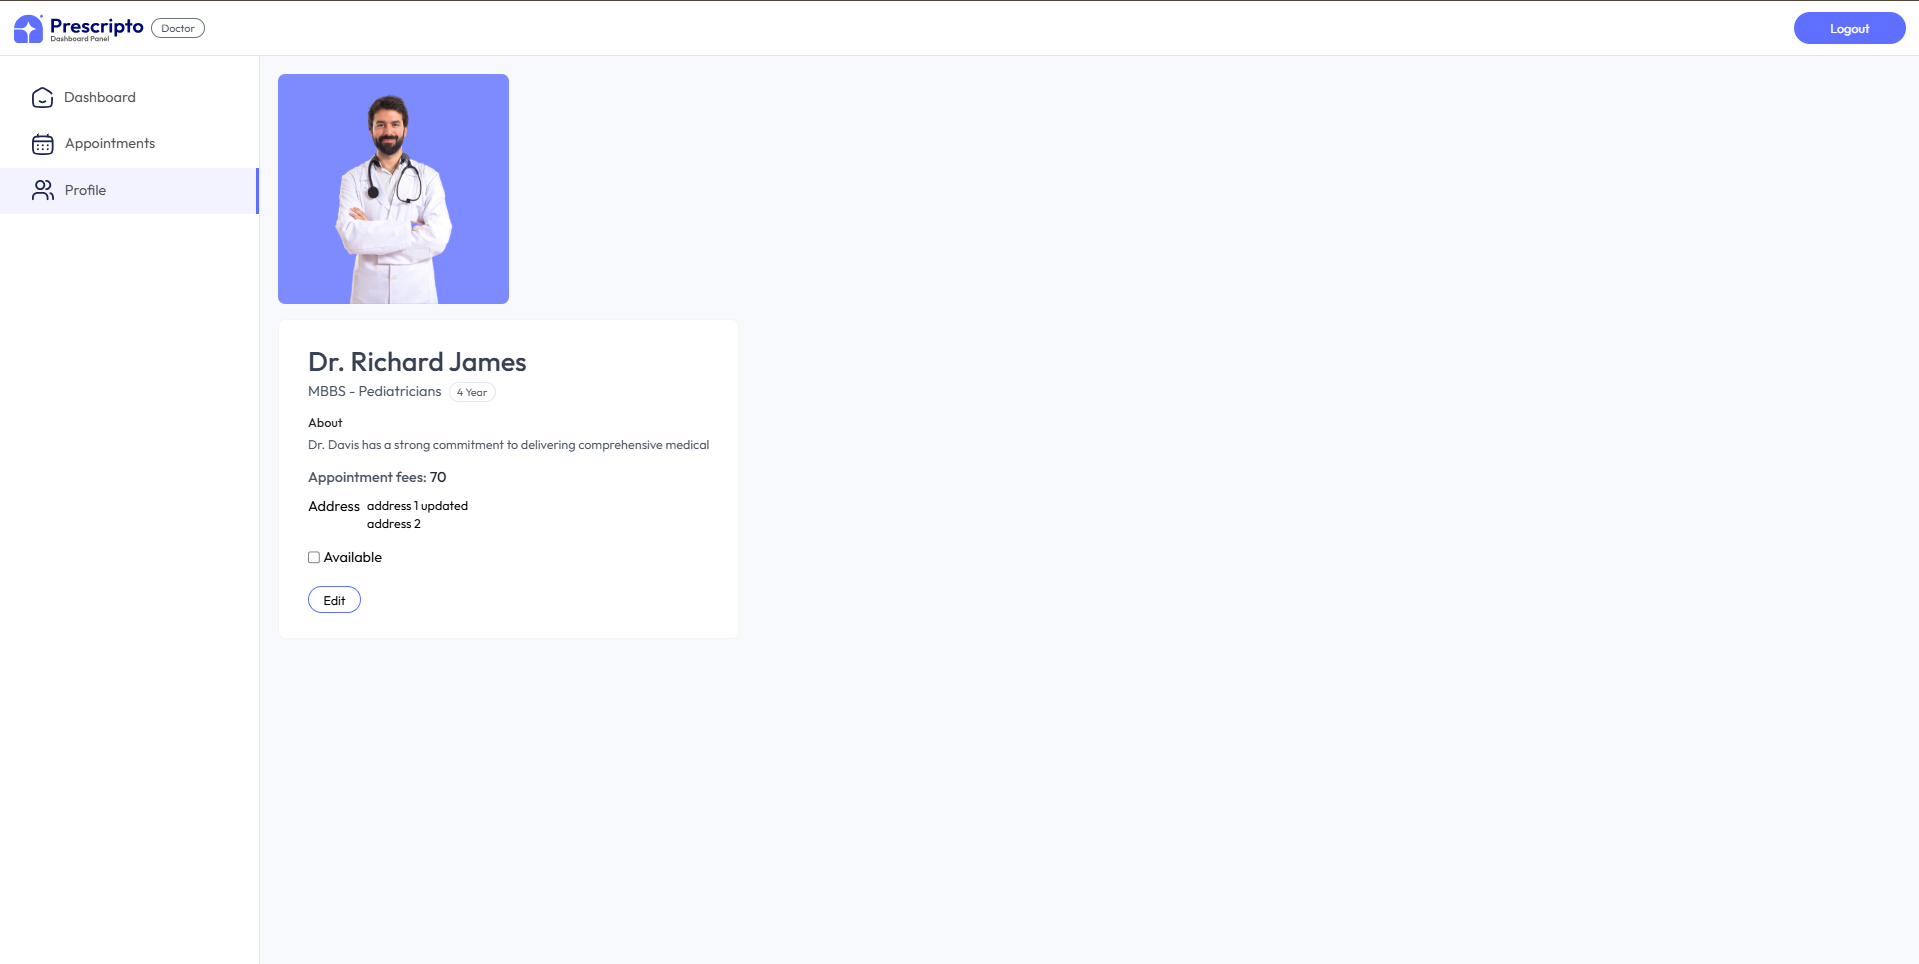 Prescripto
Dashboard Panel
Doctor
Logout
Dashboard
Appointments
Profile
Dr. Richard James
MBBS - Pediatricians 4 Year
About
Dr. Davis has a strong commitment to delivering comprehensive medical
Appointment fees: 70
Address address 1 updated
address 2
Available
Edit